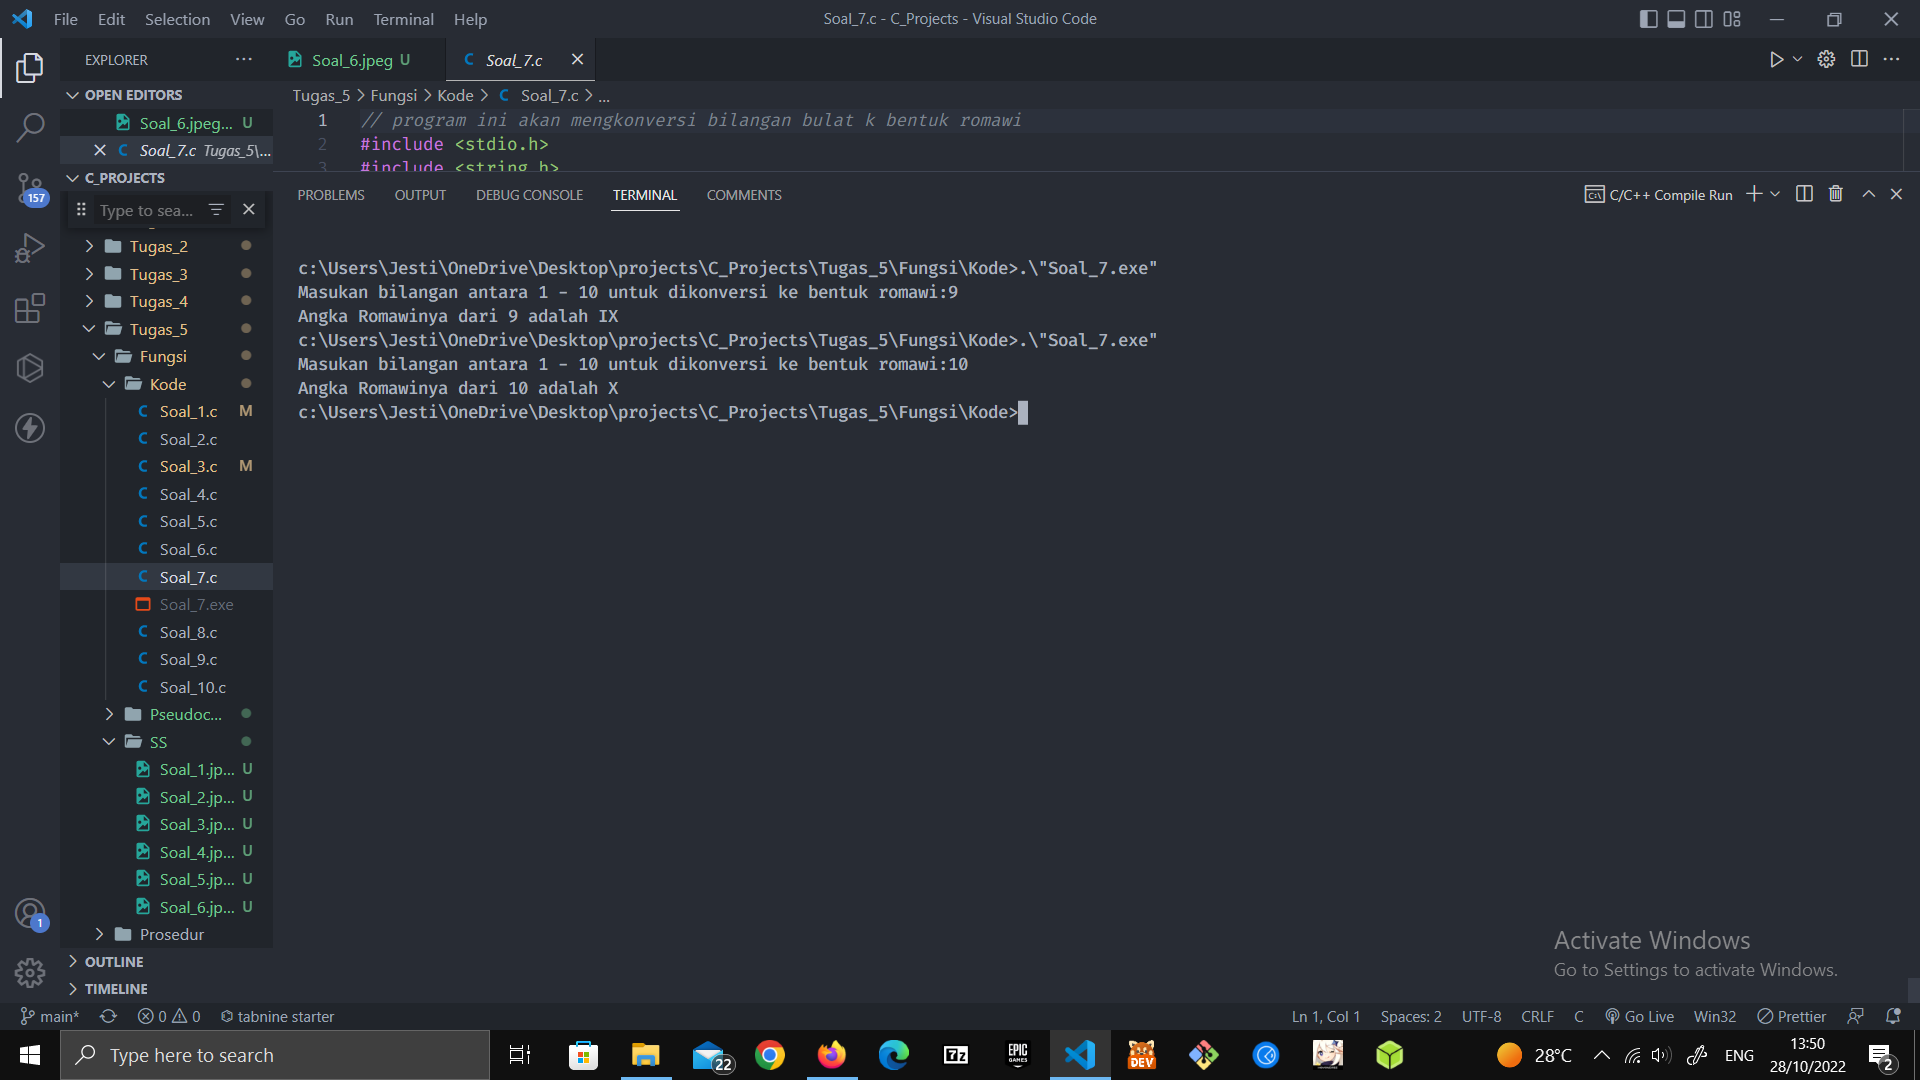 File Edit Selection View Go Run Terminal Help
Soal_7.c - C_Projects - Visual Studio Code
EXPLORER
Soal_6.jpeg U
C Soal_7.c
OPEN EDITORS
Soal_6.jpeg... U
C Soal_7.c Tugas_5\...
C_PROJECTS
Type to sea...
Tugas_2
Tugas_3
Tugas_4
Tugas_5
Fungsi
Kode
C Soal_1.c M
C Soal_2.c
C Soal_3.c M
C Soal_4.c
C Soal_5.c
C Soal_6.c
C Soal_7.c
Soal_7.exe
C Soal_8.c
C Soal_9.c
C Soal_10.c
Pseudoc...
SS
Soal_1.jp... U
Soal_2.jp... U
Soal_3.jp... U
Soal_4.jp... U
Soal_5.jp... U
Soal_6.jp... U
Prosedur
OUTLINE
TIMELINE
157
1
Tugas_5 > Fungsi > Kode > C Soal_7.c > ...
1 // program ini akan mengkonversi bilangan bulat k bentuk romawi
2 #include <stdio.h>
3 #include <string.h>
PROBLEMS OUTPUT DEBUG CONSOLE TERMINAL COMMENTS
C/C++ Compile Run
c:\Users\Jesti\OneDrive\Desktop\projects\C_Projects\Tugas_5\Fungsi\Kode>.\"Soal_7.exe"
Masukan bilangan antara 1 - 10 untuk dikonversi ke bentuk romawi:9
Angka Romawinya dari 9 adalah IX
c:\Users\Jesti\OneDrive\Desktop\projects\C_Projects\Tugas_5\Fungsi\Kode>.\"Soal_7.exe"
Masukan bilangan antara 1 - 10 untuk dikonversi ke bentuk romawi:10
Angka Romawinya dari 10 adalah X
c:\Users\Jesti\OneDrive\Desktop\projects\C_Projects\Tugas_5\Fungsi\Kode>
Activate Windows
Go to Settings to activate Windows.
main* 0 0 tabnine starter
Ln 1, Col 1 Spaces: 2 UTF-8 CRLF C Go Live Win32 Prettier
Type here to search
22
7z
EPIC GAMES
DEV
28°C
ENG
13:50
28/10/2022
2